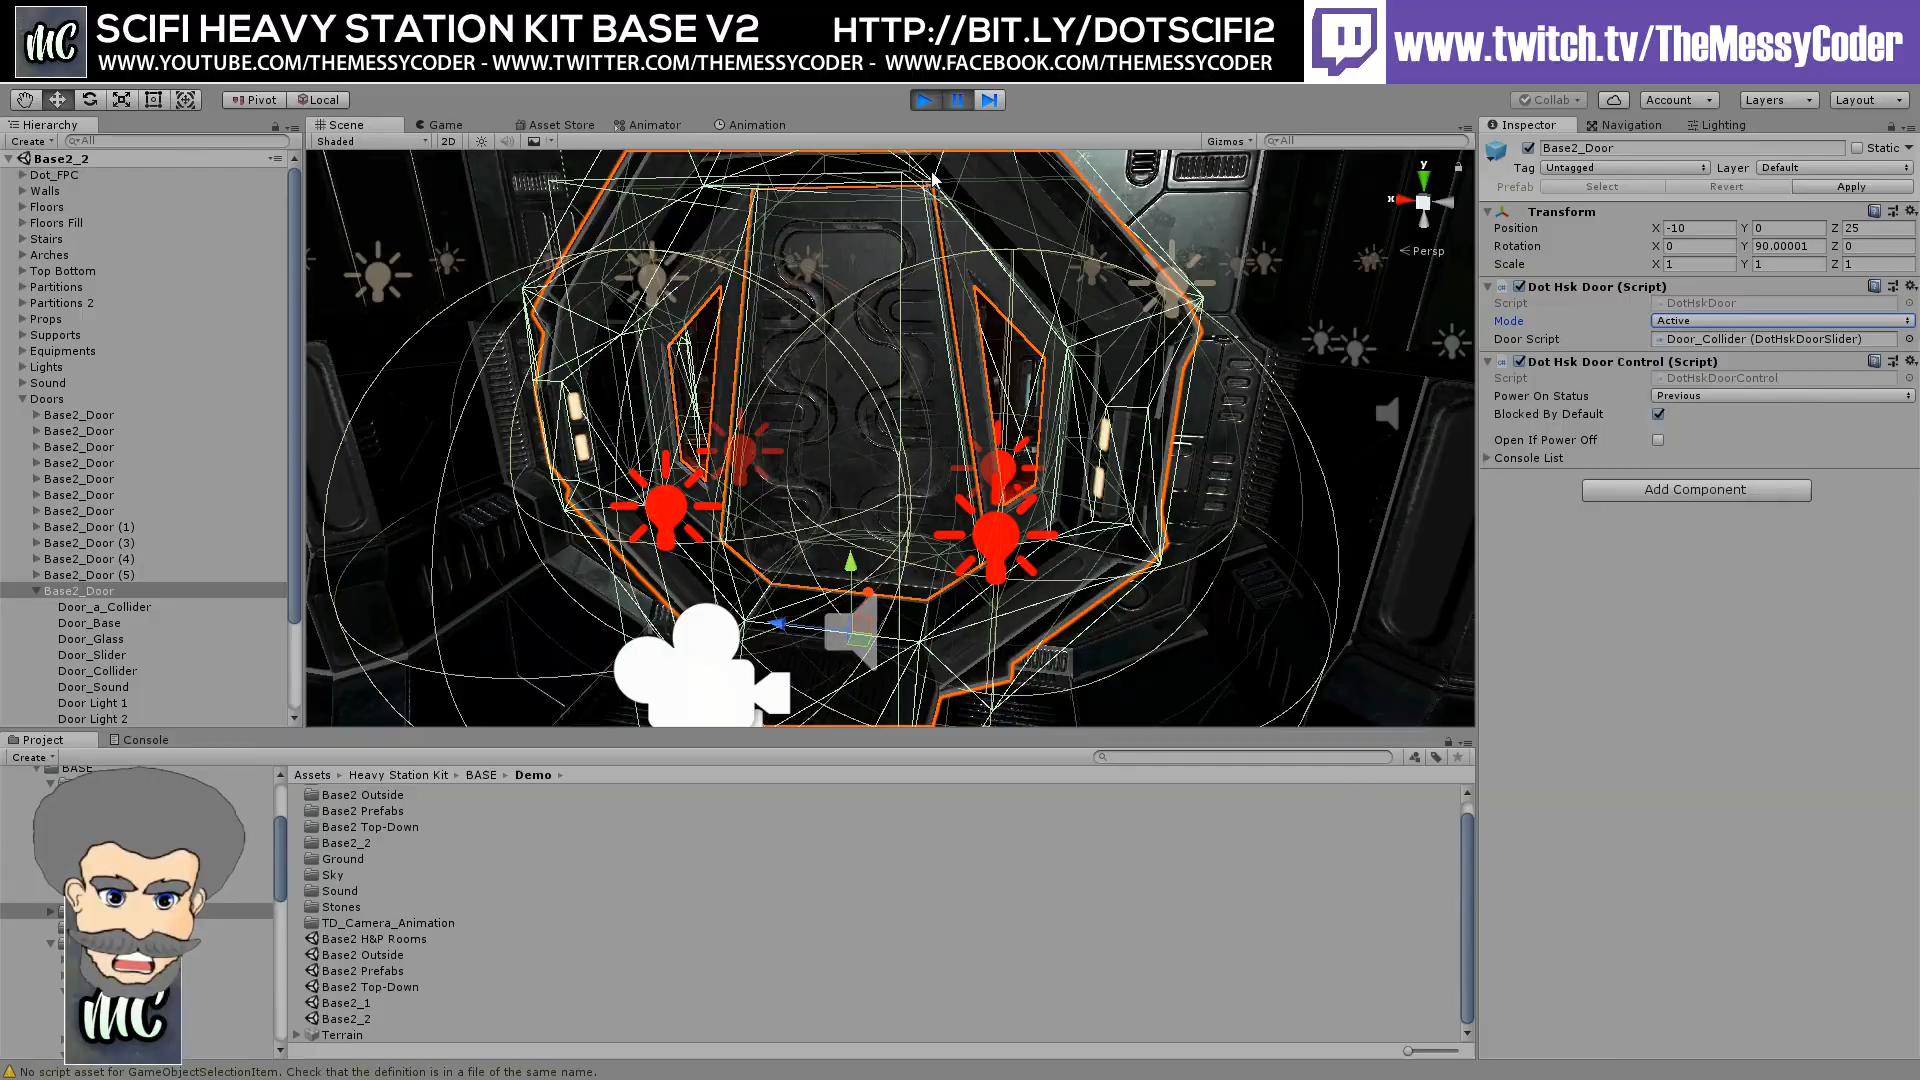 MC
SCIFI HEAVY STATION KIT BASE V2
HTTP://BIT.LY/DOTSCIFI2
WWW.YOUTUBE.COM/THEMESSYCODER - WWW.TWITTER.COM/THEMESSYCODER - WWW.FACEBOOK.COM/THEMESSYCODER
www.twitch.tv/TheMessyCoder
Pivot
Local
Collab
Account
Layers
Layout
Hierarchy
Create
All
Base2_2
Dot_FPC
Walls
Floors
Floors Fill
Stairs
Arches
Top Bottom
Partitions
Partitions 2
Props
Supports
Equipments
Lights
Sound
Doors
Base2_Door
Base2_Door
Base2_Door
Base2_Door
Base2_Door
Base2_Door
Base2_Door
Base2_Door (1)
Base2_Door (3)
Base2_Door (4)
Base2_Door (5)
Base2_Door
Door_a_Collider
Door_Base
Door_Glass
Door_Slider
Door_Collider
Door_Sound
Door Light 1
Door Light 2
Scene
Game
Asset Store
Animator
Animation
Shaded
2D
Gizmos
All
y
x
Persp
Inspector
Navigation
Lighting
Base2_Door
Static
Tag
Untagged
Layer
Default
Prefab
Select
Revert
Apply
Transform
Position X -10 Y 0 Z 25
Rotation X 0 Y 90.00001 Z 0
Scale X 1 Y 1 Z 1
Dot Hsk Door (Script)
Script DotHskDoor
Mode Active
Door Script Door_Collider (DotHskDoorSlider)
Dot Hsk Door Control (Script)
Script DotHskDoorControl
Power On Status Previous
Blocked By Default
Open If Power Off
Console List
Add Component
Project
Console
Create
BASE
Assets
Heavy Station Kit
BASE
Demo
Base2 Outside
Base2 Prefabs
Base2 Top-Down
Base2_2
Ground
Sky
Sound
Stones
TD_Camera_Animation
Base2 H&P Rooms
Base2 Outside
Base2 Prefabs
Base2 Top-Down
Base2_1
Base2_2
Terrain
MC
No script asset for GameObjectSelectionItem. Check that the definition is in a file of the same name.